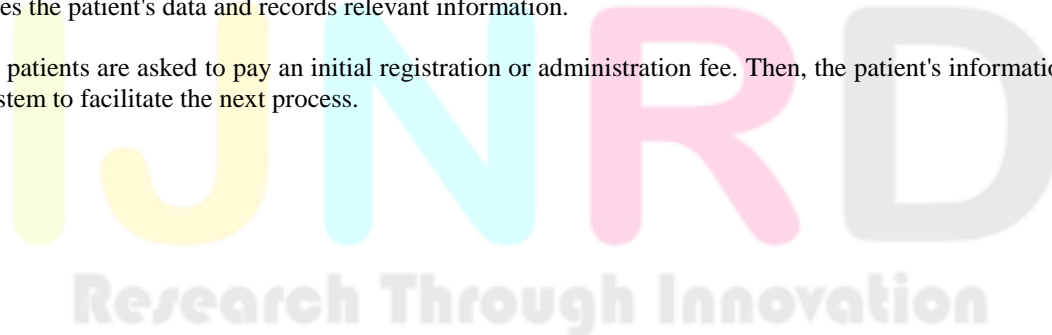 es the patient's data and records relevant information.
patients are asked to pay an initial registration or administration fee. Then, the patient's informatio
stem to facilitate the next process.
IJNRD
Research Through Innovation